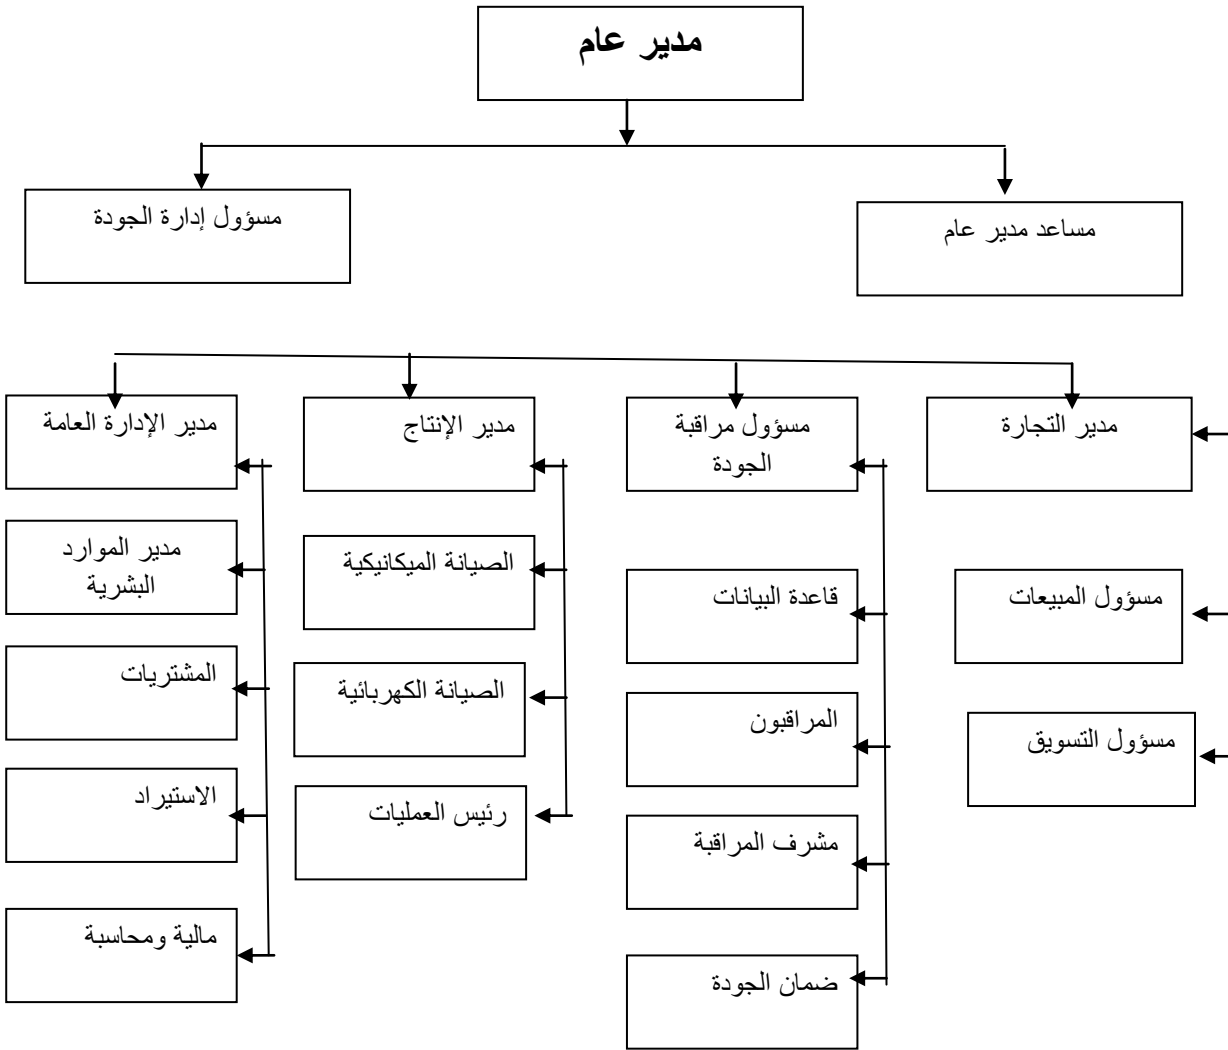 مدير عام
مساعد مدير عام
مسؤول إدارة الجودة
مدير التجارة
مسؤول مراقبة
الجودة
مدير الإنتاج
مدير الإدارة العامة
مسؤول المبيعات
مسؤول التسويق
قاعدة البيانات
المراقبون
مشرف المراقبة
ضمان الجودة
الصيانة الميكانيكية
الصيانة الكهربائية
رئيس العمليات
مدير الموارد
البشرية
المشتريات
الاستيراد
مالية ومحاسبة